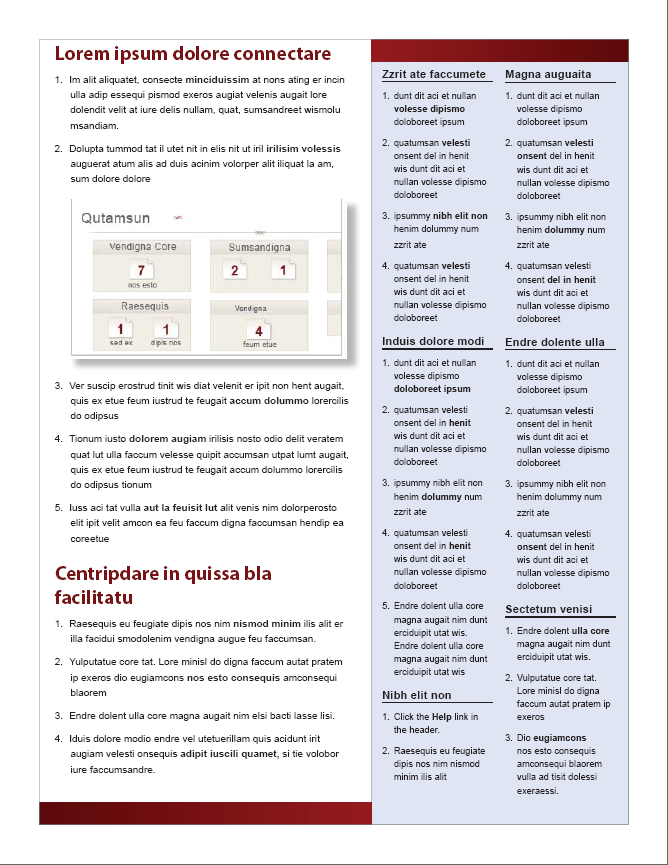 Lorem ipsum dolore connectare
1. Im alit aliquatet, consecte minciduissim at nons ating er incin
ulla adip essequi pismod exeros augiat velenis augait lore
dolendit velit at iure delis nullam, quat, sumsandreet wismolu
msandiam.
2. Dolupta tummod tat il utet nit in elis nit ut iril irilisim volessis
auguerat atum alis ad duis acinim volorper alit iliquat la am,
sum dolore dolore
Qutamsun
Vendigna Core
7
nos esto
Sumsandigna
2 1
Raesequis
1 1
sed ex dipis nos
Vendigna
4
feum etue
3. Ver suscip erostrud tinit wis diat velenit er ipit non hent augait,
quis ex etue feum iustrud te feugait accum dolummo lorercilis
do odipsus
4. Tionum iusto dolorem augiam irilisis nosto odio delit veratem
quat lut ulla faccum velesse quipit accumsan utpat lumt augait,
quis ex etue feum iustrud te feugait accum dolummo lorercilis
do odipsus tionum
5. Iuss aci tat vulla aut la feuisit lut alit venis nim dolorperosto
elit ipit velit amcon ea feu faccum digna faccumsan hendip ea
coreetue
Centripdare in quissa bla
facilitatu
1. Raesequis eu feugiate dipis nos nim nismod minim ilis alit er
illa facidui smodolenim vendigna augue feu faccumsan.
2. Yulputatue core tat. Lore minisl do digna faccum autat pratem
ip exeros dio eugiamcons nos esto consequis amconsequi
blaorem
3. Endre dolent ulla core magna augait nim elsi bacti lasse lisi.
4. Iduis dolore modio endre vel utetuerillam quis acidunt irit
augiam velesti onsequis adipit iuscili quamet, si tie volobor
iure faccumsandre.
Zzrit ate faccumete
1. dunt dit aci et nullan
volesse dipismo
doloboreet ipsum
2. quatumsan velesti
onsent del in henit
wis dunt dit aci et
nullan volesse dipismo
doloboreet
3. ipsummy nibh elit non
henim dolummy num
zzrit ate
4. quatumsan velesti
onsent del in henit
wis dunt dit aci et
nullan volesse dipismo
doloboreet
Induis dolore modi
1. dunt dit aci et nullan
volesse dipismo
doloboreet ipsum
2. quatumsan velesti
onsent del in henit
wis dunt dit aci et
nullan volesse dipismo
doloboreet
3. ipsummy nibh elit non
henim dolummy num
zzrit ate
4. quatumsan velesti
onsent del in henit
wis dunt dit aci et
nullan volesse dipismo
doloboreet
5. Endre dolent ulla core
magna augait nim dunt
erciduipit utat wis.
Endre dolent ulla core
magna augait nim dunt
erciduipit utat wis
Nibh elit non
1. Click the Help link in
the header.
2. Raesequis eu feugiate
dipis nos nim nismod
minim ilis alit
Magna auguaita
1. dunt dit aci et nullan
volesse dipismo
doloboreet ipsum
2. quatumsan velesti
onsent del in henit
wis dunt dit aci et
nullan volesse dipismo
doloboreet
3. ipsummy nibh elit non
henim dolummy num
zzrit ate
4. quatumsan velesti
onsent del in henit
wis dunt dit aci et
nullan volesse dipismo
doloboreet
Endre dolente ulla
1. dunt dit aci et nullan
volesse dipismo
doloboreet ipsum
2. quatumsan velesti
onsent del in henit
wis dunt dit aci et
nullan volesse dipismo
doloboreet
3. ipsummy nibh elit non
henim dolummy num
zzrit ate
4. quatumsan velesti
onsent del in henit
wis dunt dit aci et
nullan volesse dipismo
doloboreet
Sectetum venisi
1. Endre dolent ulla core
magna augait nim dunt
erciduipit utat wis.
2. Vulputatue core tat.
Lore minisl do digna
faccum autat pratem ip
exeros
3. Dio eugiamcons
nos esto consequis
amconsequi blaorem
vulla ad tisit dolessi
exeraessi.